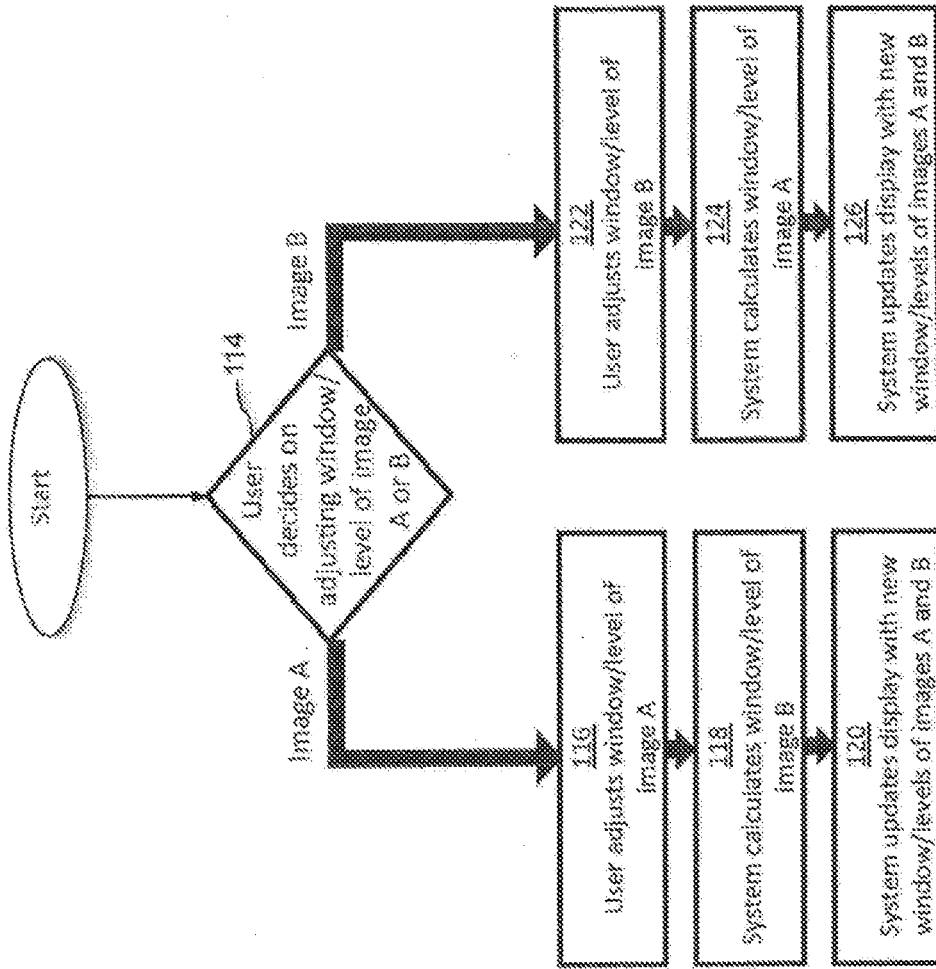 Start
114
User
decides on
adjusting window/
level of image
A or B
Image A
Image B
116
User adjusts window/level of
image A
118
System calculates window/level of
image B
120
System updates display with new
window/levels of images A and B
122
User adjusts window/level of
image B
124
System calculates window/level of
image A
126
System updates display with new
window/levels of images A and B